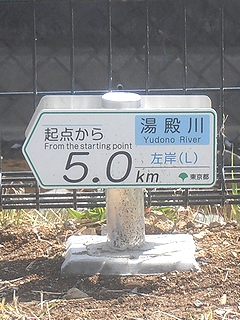 起点から
From the starting point
5.0km
湯殿川
Yudono River
左岸(L)
東京都